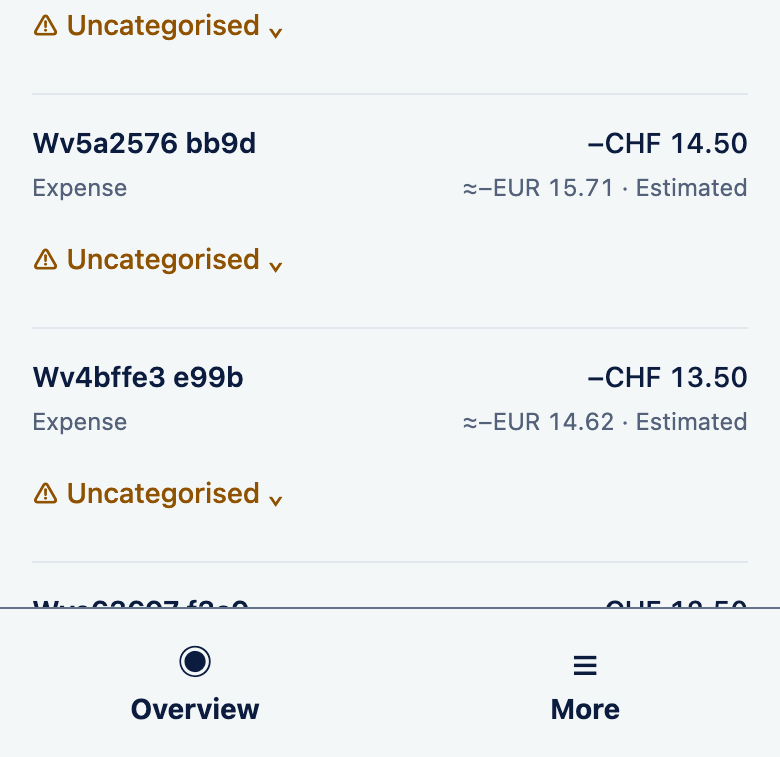 Uncategorised
Wv5a2576 bb9d –CHF 14.50
Expense ≈–EUR 15.71 · Estimated
Uncategorised
Wv4bffe3 e99b –CHF 13.50
Expense ≈–EUR 14.62 · Estimated
Uncategorised
Overview More